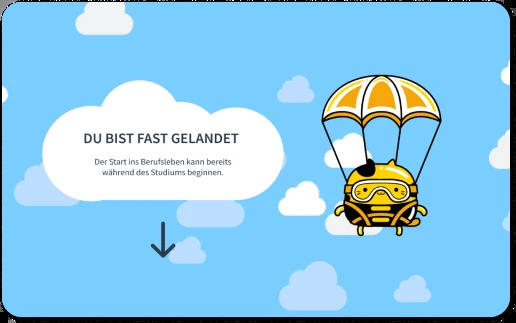 DU BIST FAST GELANDET
Der Start ins Berufsleben kann bereits
während des Studiums beginnen.